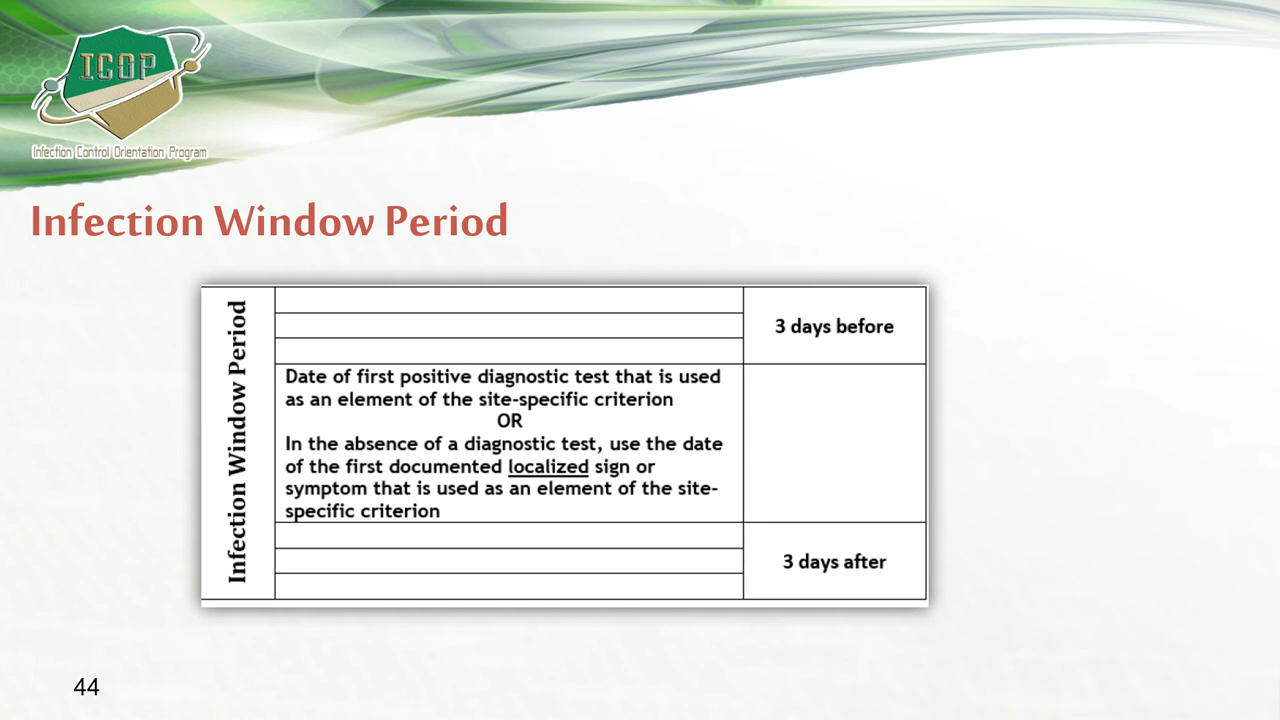 ICOP
Infection Control Orientation Program
Infection Window Period
Infection Window Period
3 days before
Date of first positive diagnostic test that is used
as an element of the site-specific criterion
OR
In the absence of a diagnostic test, use the date
of the first documented localized sign or
symptom that is used as an element of the site-
specific criterion
3 days after
44